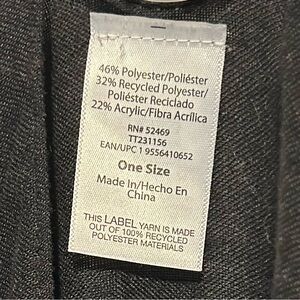 46% Polyester/Poliéster
32% Recycled Polyester/
Poliéster Reciclado
22% Acrylic/Fibra Acrílica
RN# 52469
TT231156
EAN/UPC 1 9556410652
One Size
Made In/Hecho En
China
THIS LABEL YARN IS MADE
OUT OF 100% RECYCLED
POLYESTER MATERIALS